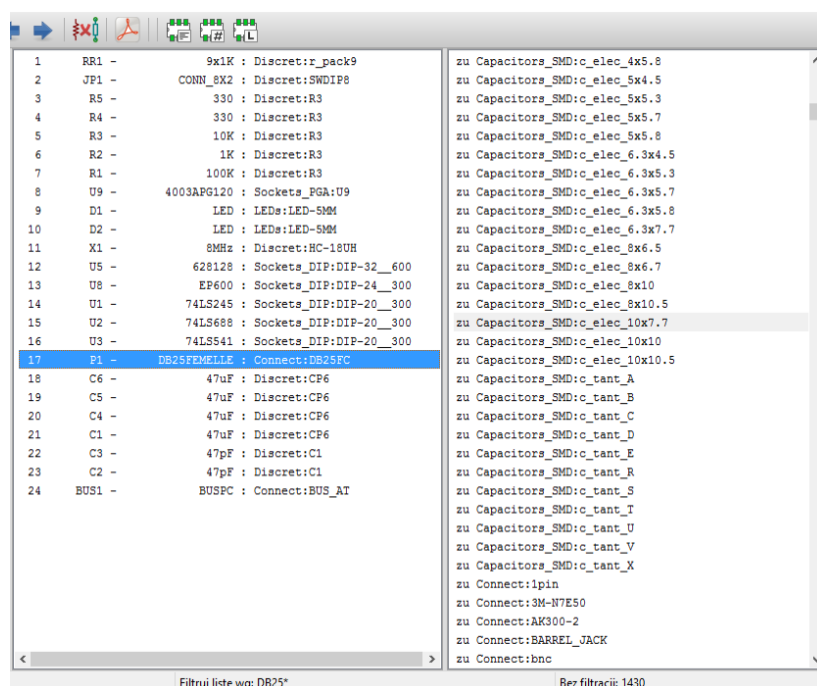 1 RR1 - 9x1K : Discret:r_pack9
2 JP1 - CONN_8X2 : Discret:SWDIP8
3 R5 - 330 : Discret:R3
4 R4 - 330 : Discret:R3
5 R3 - 10K : Discret:R3
6 R2 - 1K : Discret:R3
7 R1 - 100K : Discret:R3
8 U9 - 4003APG120 : Sockets_PGA:U9
9 D1 - LED : LEDs:LED-5MM
10 D2 - LED : LEDs:LED-5MM
11 X1 - 8MHz : Discret:HC-18UH
12 U5 - 628128 : Sockets_DIP:DIP-32__600
13 U8 - EP600 : Sockets_DIP:DIP-24__300
14 U1 - 74LS245 : Sockets_DIP:DIP-20__300
15 U2 - 74LS688 : Sockets_DIP:DIP-20__300
16 U3 - 74LS541 : Sockets_DIP:DIP-20__300
17 P1 - DB25FEMELLE : Connect:DB25FC
18 C6 - 47uF : Discret:CP6
19 C5 - 47uF : Discret:CP6
20 C4 - 47uF : Discret:CP6
21 C1 - 47uF : Discret:CP6
22 C3 - 47pF : Discret:C1
23 C2 - 47pF : Discret:C1
24 BUS1 - BUSPC : Connect:BUS_AT
zu Capacitors_SMD:c_elec_4x5.8
zu Capacitors_SMD:c_elec_5x4.5
zu Capacitors_SMD:c_elec_5x5.3
zu Capacitors_SMD:c_elec_5x5.7
zu Capacitors_SMD:c_elec_5x5.8
zu Capacitors_SMD:c_elec_6.3x4.5
zu Capacitors_SMD:c_elec_6.3x5.3
zu Capacitors_SMD:c_elec_6.3x5.7
zu Capacitors_SMD:c_elec_6.3x5.8
zu Capacitors_SMD:c_elec_6.3x7.7
zu Capacitors_SMD:c_elec_8x6.5
zu Capacitors_SMD:c_elec_8x6.7
zu Capacitors_SMD:c_elec_8x10
zu Capacitors_SMD:c_elec_8x10.5
zu Capacitors_SMD:c_elec_10x7.7
zu Capacitors_SMD:c_elec_10x10
zu Capacitors_SMD:c_elec_10x10.5
zu Capacitors_SMD:c_tant_A
zu Capacitors_SMD:c_tant_B
zu Capacitors_SMD:c_tant_C
zu Capacitors_SMD:c_tant_D
zu Capacitors_SMD:c_tant_E
zu Capacitors_SMD:c_tant_R
zu Capacitors_SMD:c_tant_S
zu Capacitors_SMD:c_tant_T
zu Capacitors_SMD:c_tant_U
zu Capacitors_SMD:c_tant_V
zu Capacitors_SMD:c_tant_X
zu Connect:1pin
zu Connect:3M-N7E50
zu Connect:AK300-2
zu Connect:BARREL_JACK
zu Connect:bnc
Filtruj listę wg: DB25*
Bez filtracji: 1430